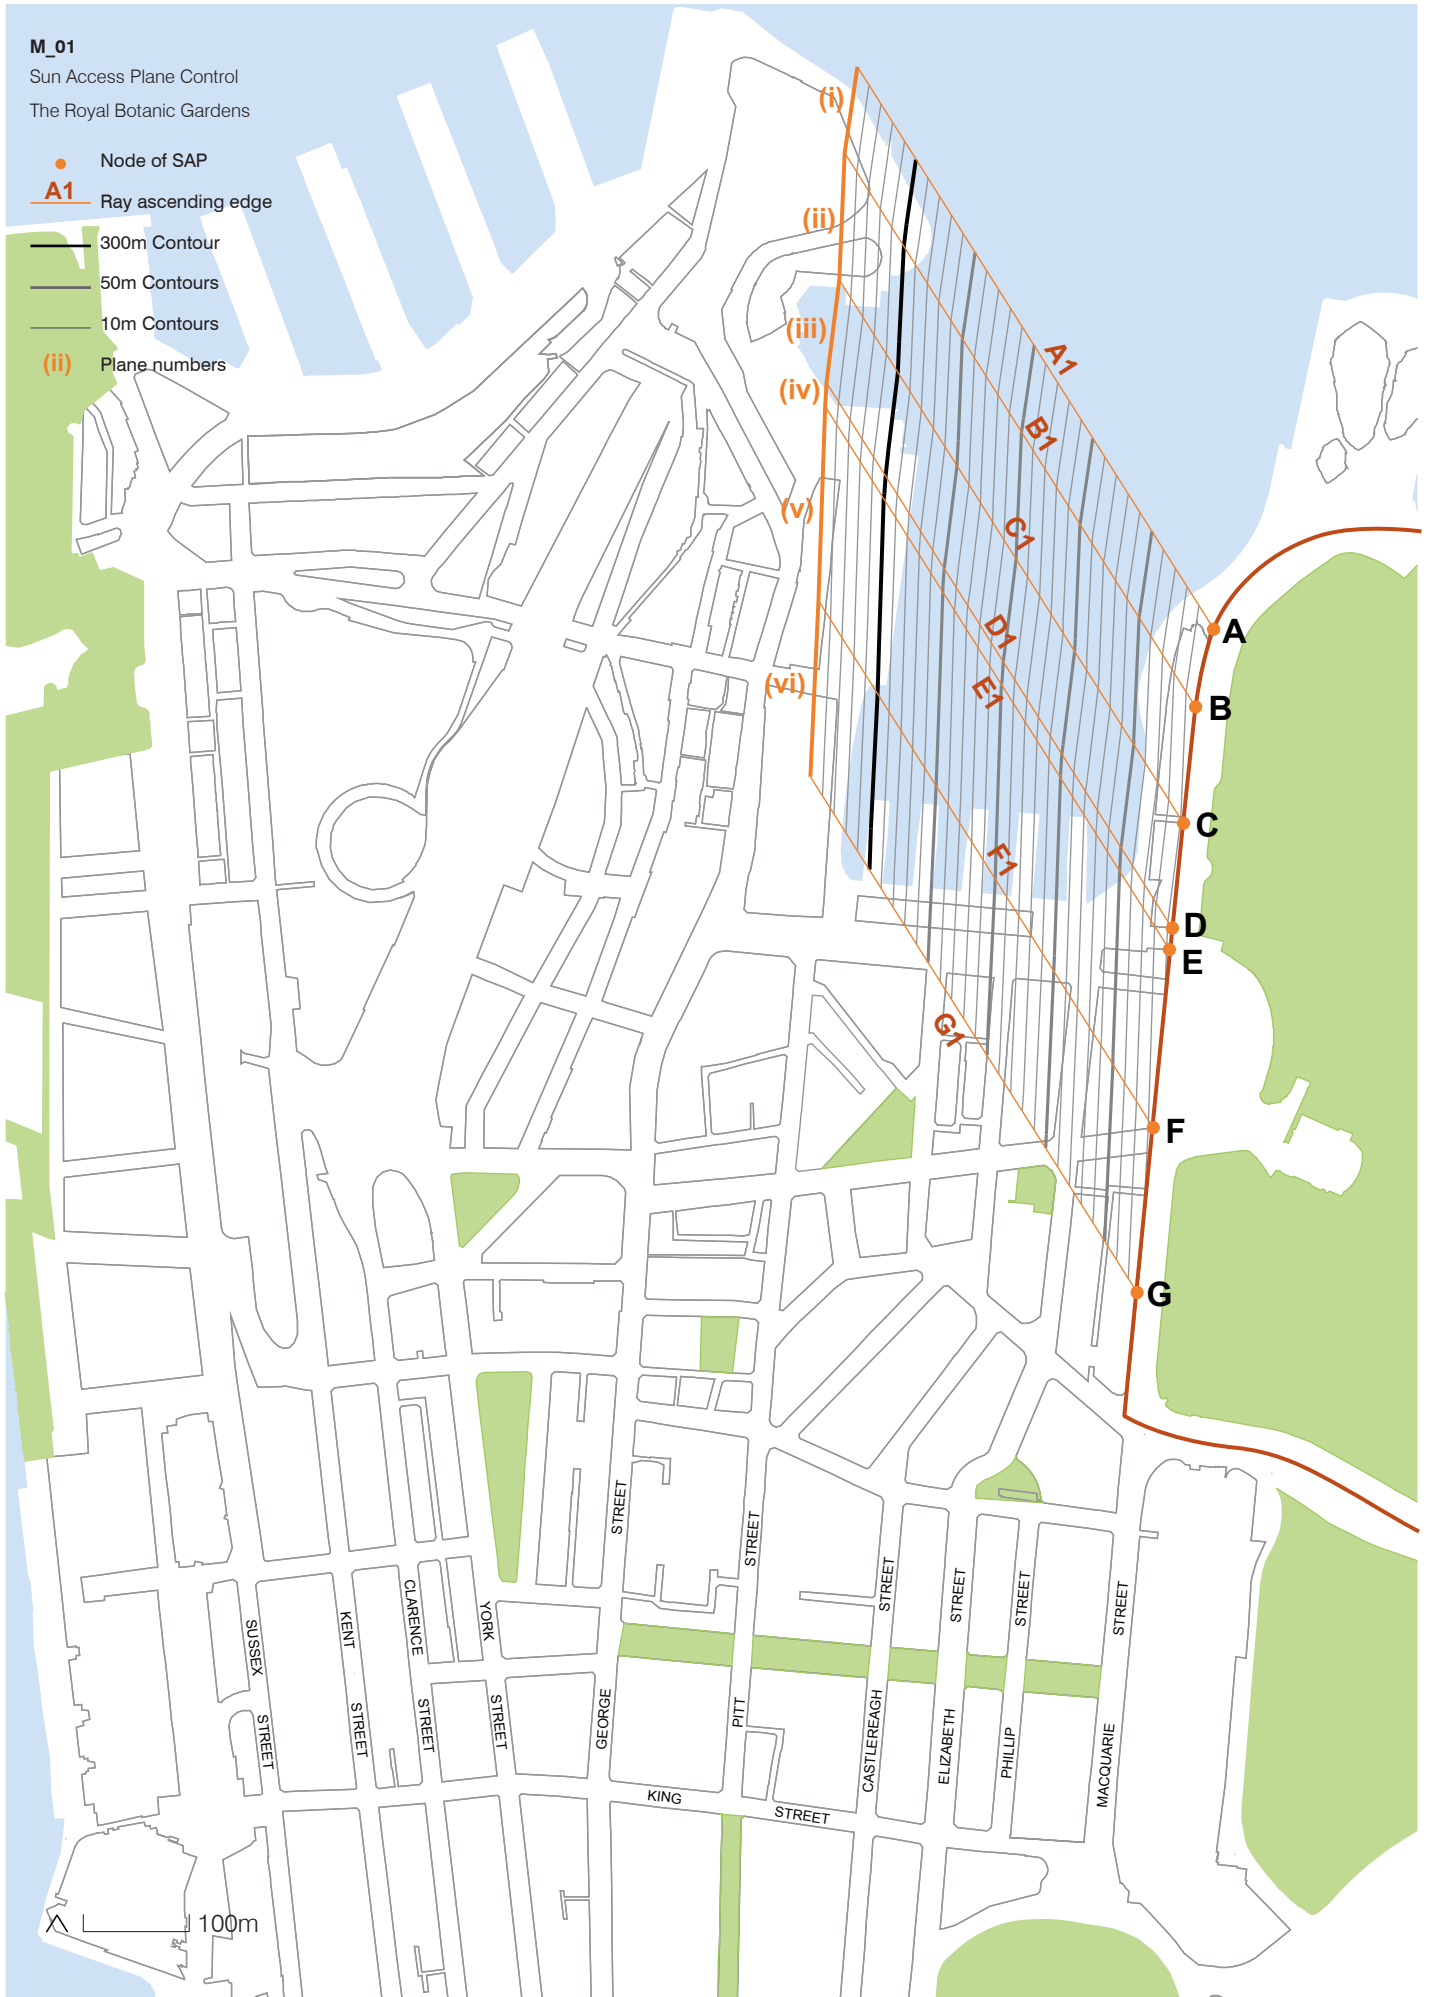 M_01
Sun Access Plane Control
The Royal Botanic Gardens
Node of SAP
A1
Ray ascending edge
300m Contour
50m Contours
10m Contours
(ii)
Plane numbers
(i)
(ii)
(iii)
(iv)
(v)
(vi)
A1
B1
C1
D1
E1
F1
G1
A
B
C
D
E
F
G
STREET
STREET
STREET
STREET
STREET
STREET
SUSSEX
KENT
CLARENCE
YORK
STREET
STREET
STREET
STREET
GEORGE
PITT
CASTLEREAGH
ELIZABETH
PHILLIP
MACQUARIE
KING
STREET
100m